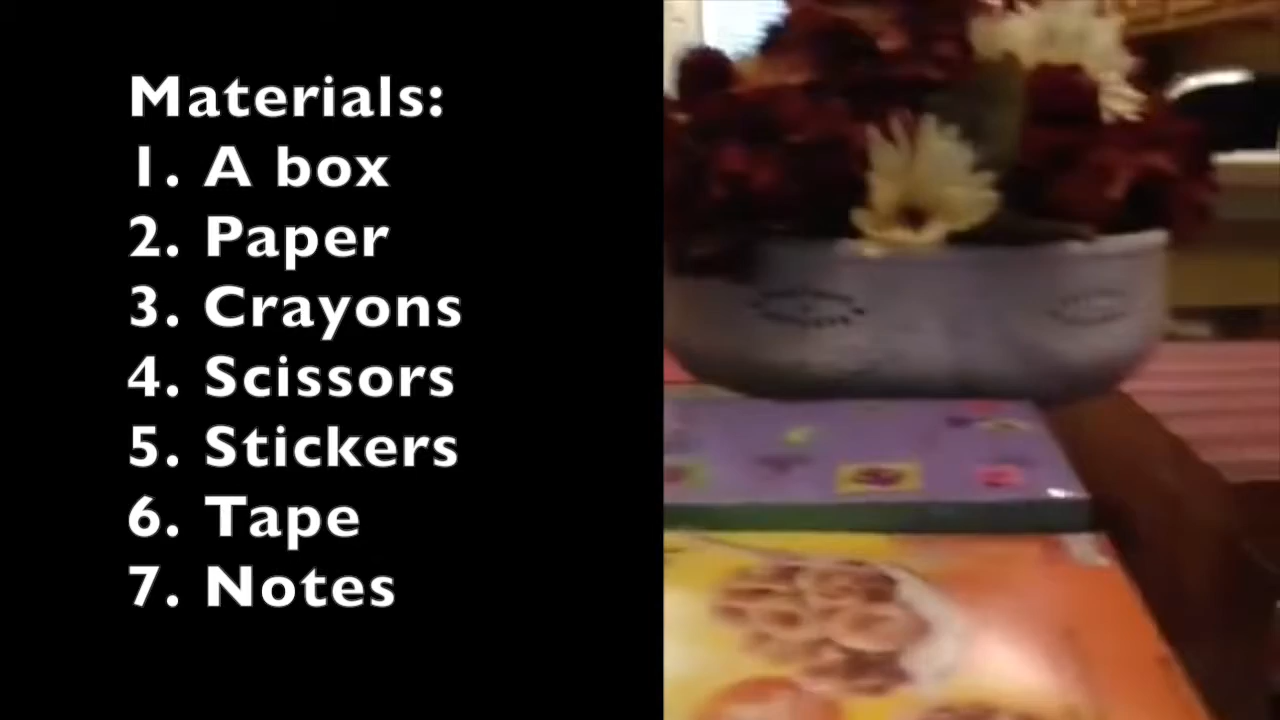 Materials:
1. A box
2. Paper
3. Crayons
4. Scissors
5. Stickers
6. Tape
7. Notes